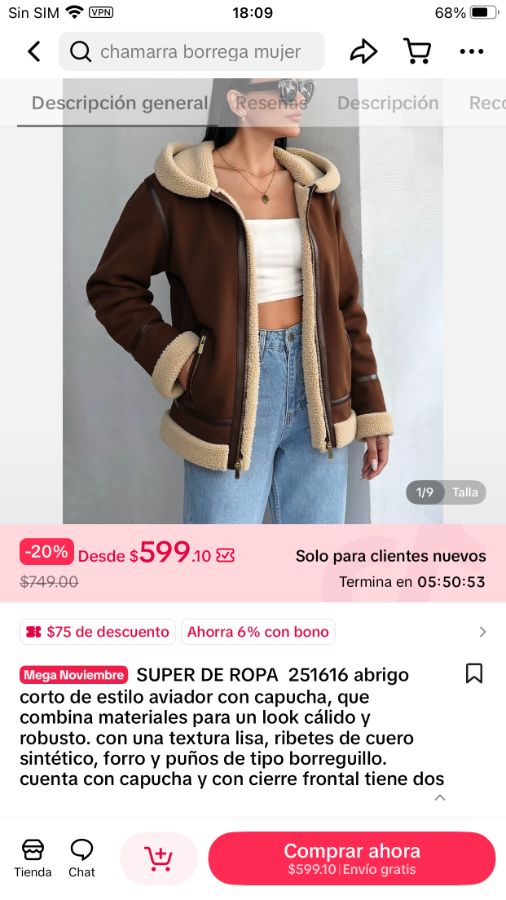 Sin SIM VPN 18:09 68%
chamarra borrega mujer
Descripción general Reseñas Descripción Reco
1/9 Talla
-20% Desde $599.10 Solo para clientes nuevos
$749.00 Termina en 05:50:53
$75 de descuento Ahorra 6% con bono
Mega Noviembre SUPER DE ROPA 251616 abrigo
corto de estilo aviador con capucha, que
combina materiales para un look cálido y
robusto. con una textura lisa, ribetes de cuero
sintético, forro y puños de tipo borreguillo.
cuenta con capucha y con cierre frontal tiene dos
Tienda Chat Comprar ahora
$599.10 | Envío gratis